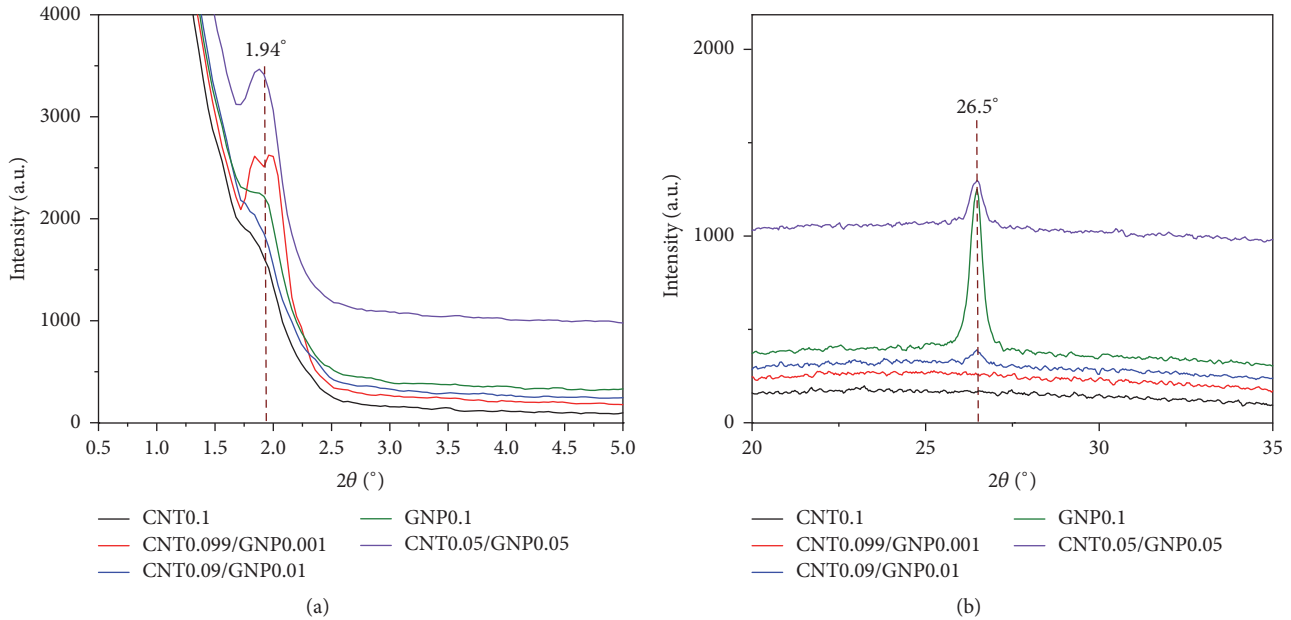 4000
3000
2000
1000
0
Intensity (a.u.)
1.94°
0.5 1.0 1.5 2.0 2.5 3.0 3.5 4.0 4.5 5.0
2θ (°)
CNT0.1
CNT0.099/GNP0.001
CNT0.09/GNP0.01
GNP0.1
CNT0.05/GNP0.05
(a)
2000
1000
0
Intensity (a.u.)
26.5°
20 25 30 35
2θ (°)
CNT0.1
CNT0.099/GNP0.001
CNT0.09/GNP0.01
GNP0.1
CNT0.05/GNP0.05
(b)